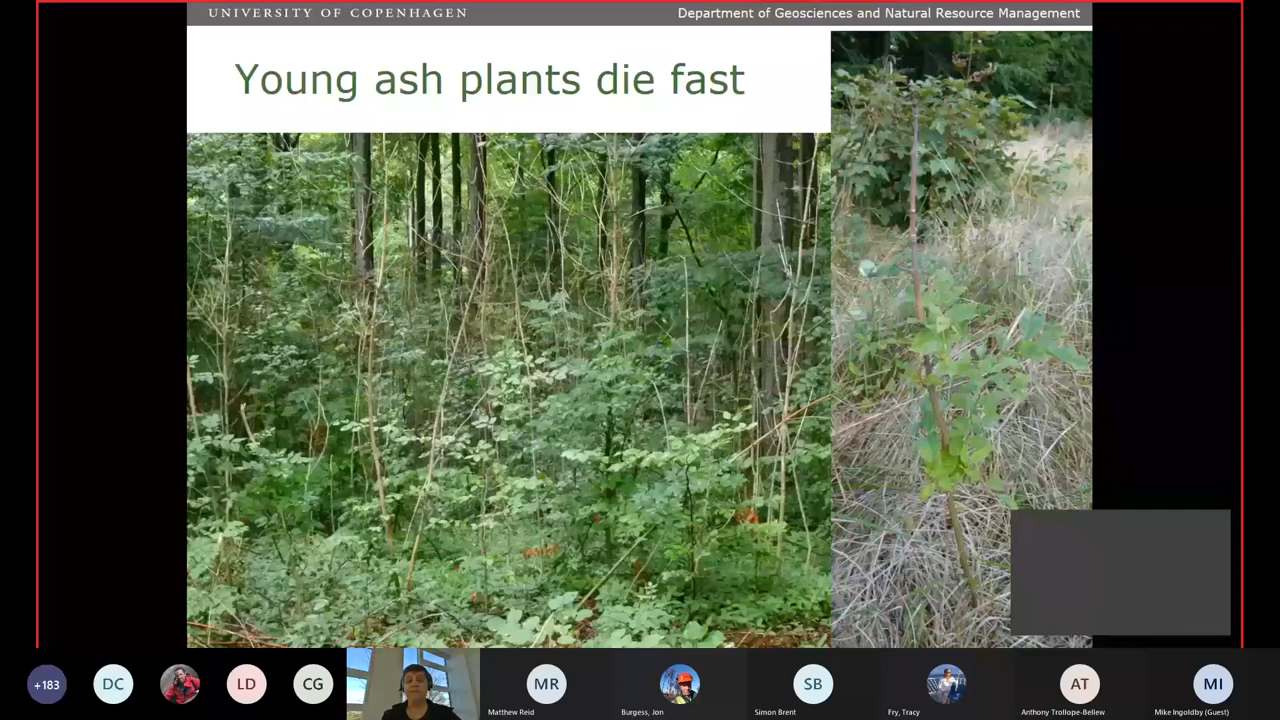 UNIVERSITY OF COPENHAGEN
Department of Geosciences and Natural Resource Management
Young ash plants die fast
+183
DC
LD
CG
MR
SB
AT
MI
Matthew Reid
Burgess, Jon
Simon Brent
Fry, Tracy
Anthony Trollope-Bellew
Mike Ingoldby (Guest)